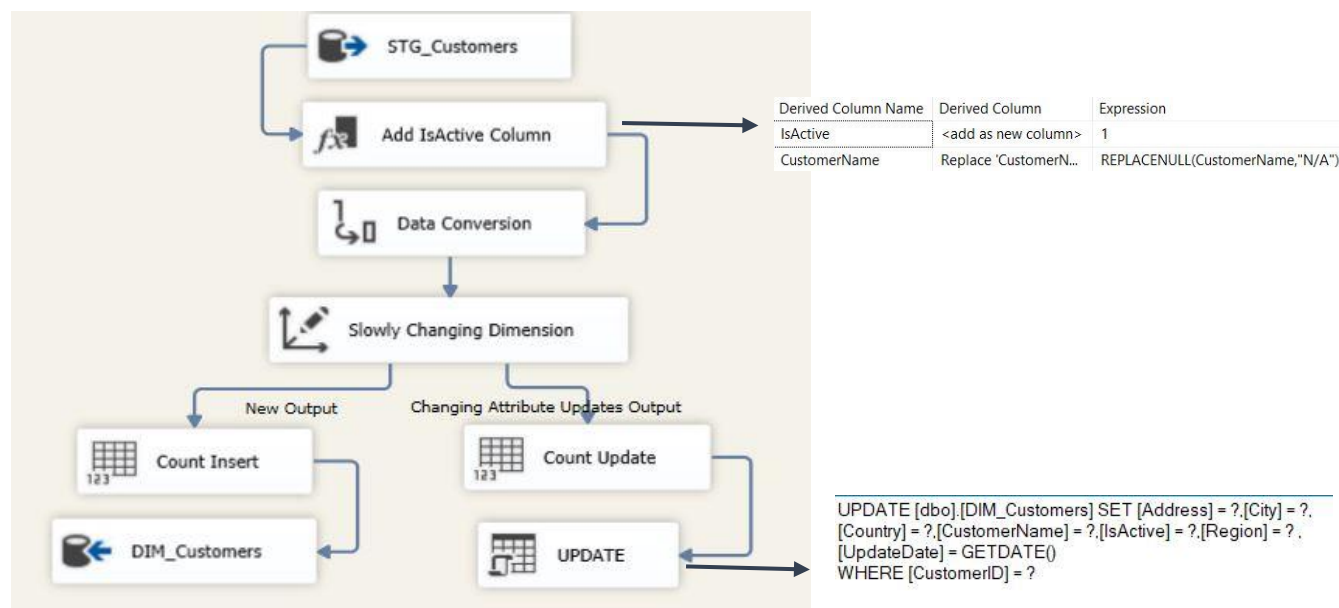 STG_Customers
Add IsActive Column
Derived Column Name Derived Column Expression
IsActive <add as new column> 1
CustomerName Replace 'CustomerN... REPLACENULL(CustomerName,"N/A")
Data Conversion
Slowly Changing Dimension
New Output
Changing Attribute Updates Output
123 Count Insert
123 Count Update
DIM_Customers
UPDATE
UPDATE [dbo].[DIM_Customers] SET [Address] = ?,[City] = ?,
[Country] = ?,[CustomerName] = ?,[IsActive] = ?,[Region] = ? ,
[UpdateDate] = GETDATE()
WHERE [CustomerID] = ?